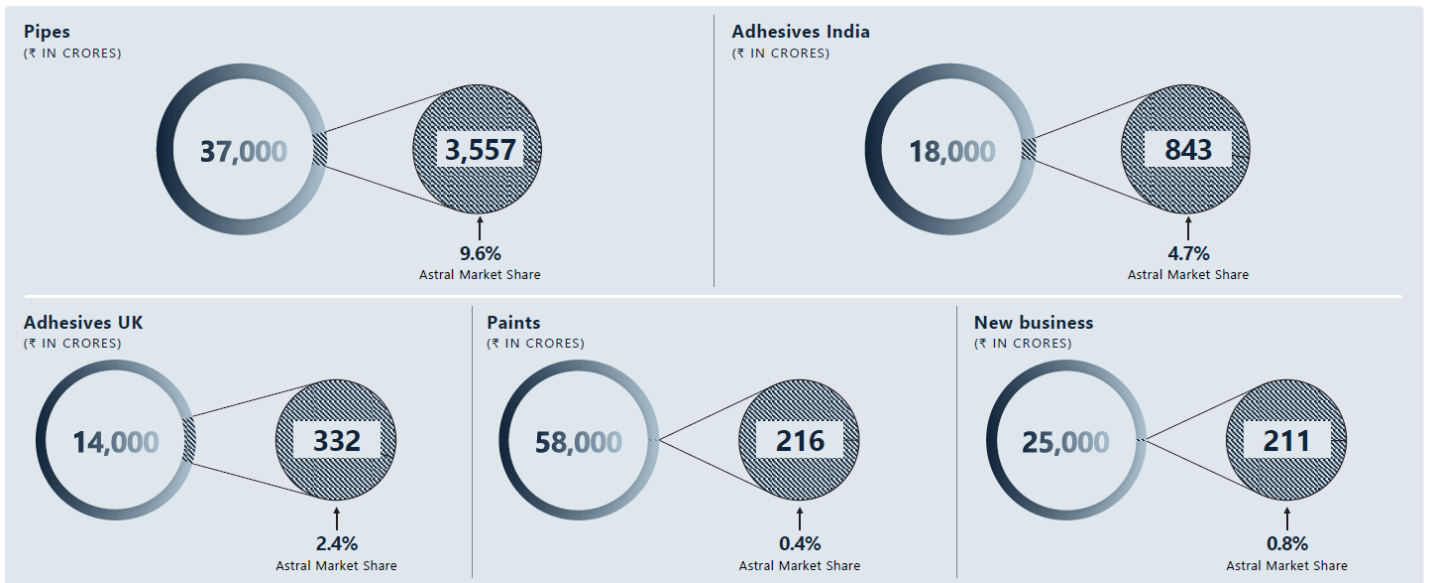 Pipes
(₹ IN CRORES)
37,000
3,557
9.6%
Astral Market Share
Adhesives India
(₹ IN CRORES)
18,000
843
4.7%
Astral Market Share
Adhesives UK
(₹ IN CRORES)
14,000
332
2.4%
Astral Market Share
Paints
(₹ IN CRORES)
58,000
216
0.4%
Astral Market Share
New business
(₹ IN CRORES)
25,000
211
0.8%
Astral Market Share